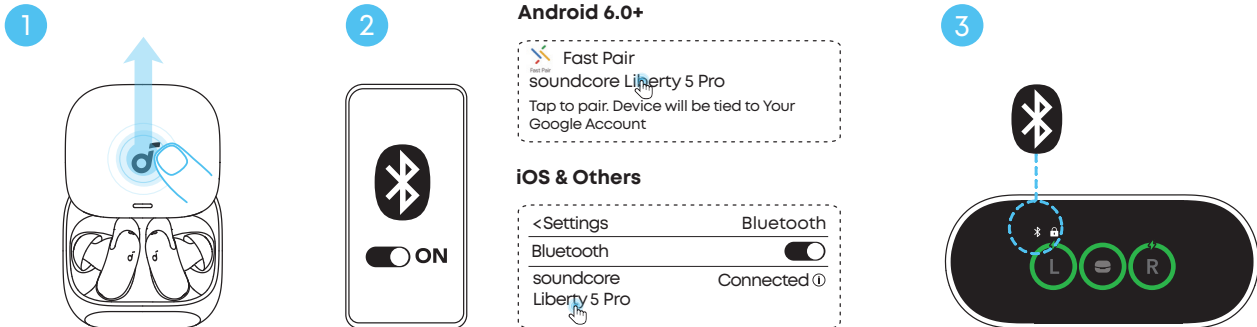 1
2
ON
Android 6.0+
Fast Pair
Fast Pair
soundcore Liberty 5 Pro
Tap to pair. Device will be tied to Your
Google Account
iOS & Others
<Settings Bluetooth
Bluetooth
soundcore Connected
Liberty 5 Pro
3
L R